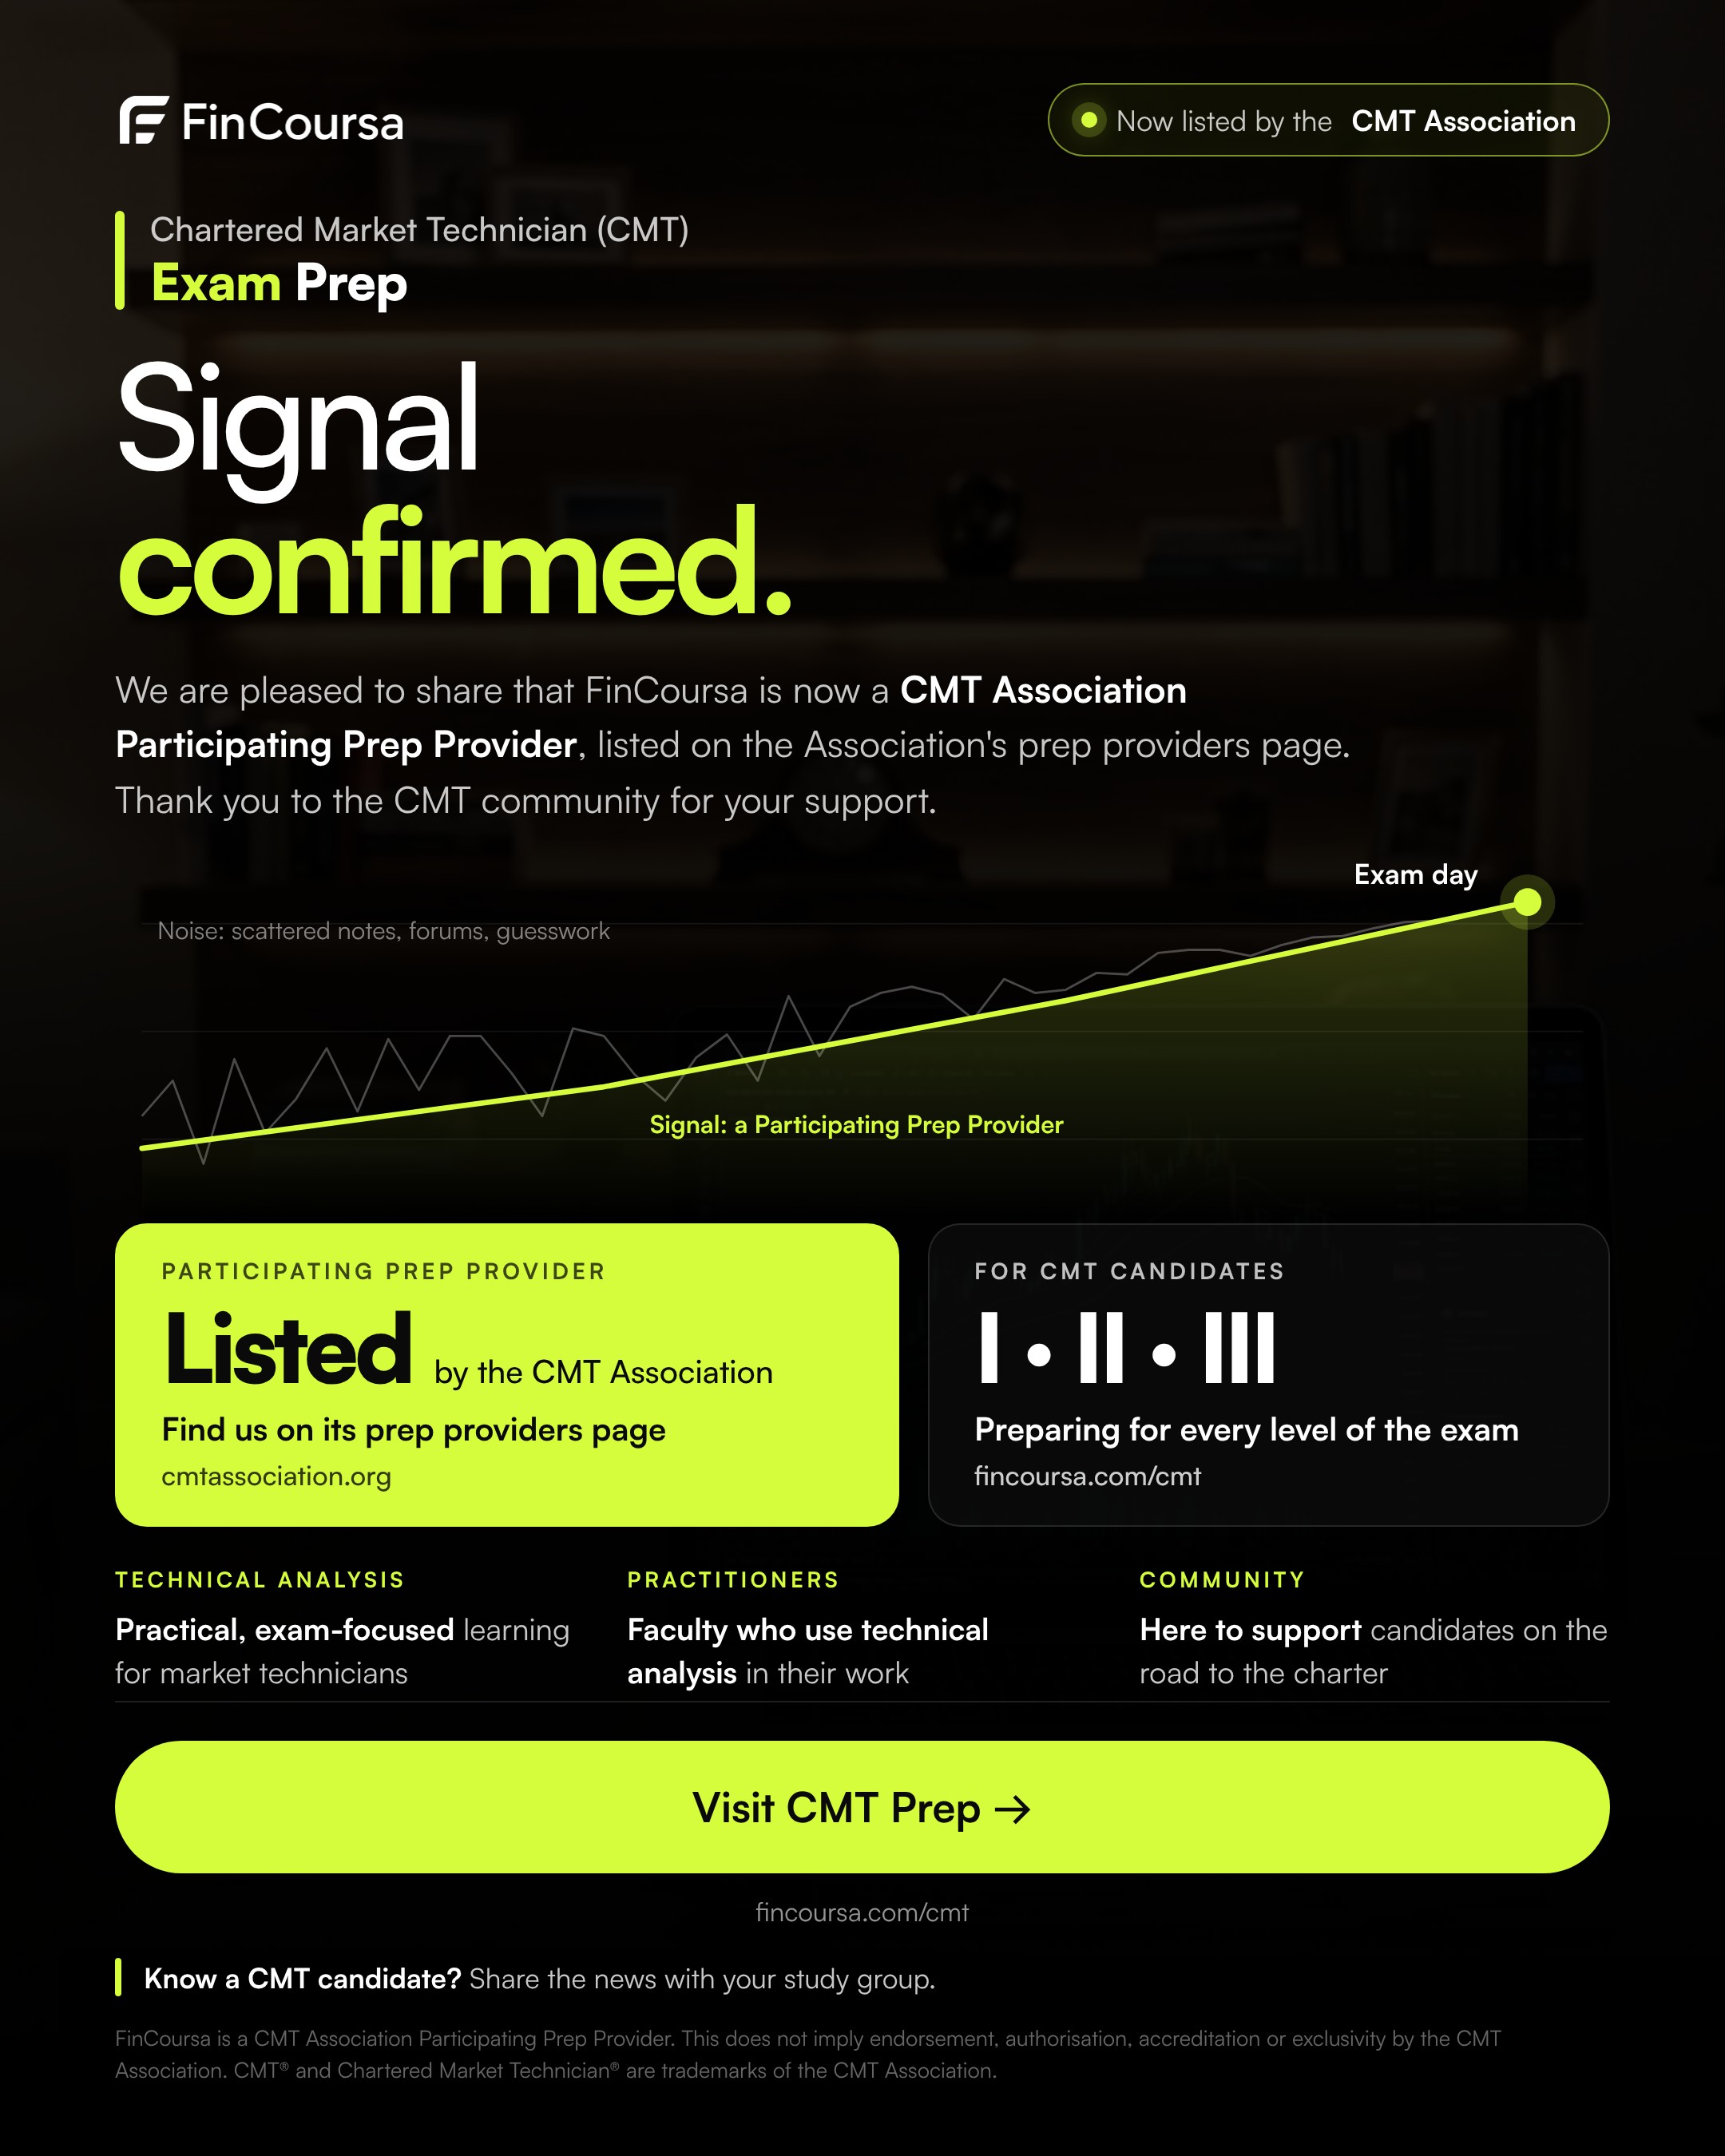 FinCoursa
Now listed by the CMT Association
Chartered Market Technician (CMT)
Exam Prep
Signal
confirmed.
We are pleased to share that FinCoursa is now a CMT Association
Participating Prep Provider, listed on the Association's prep providers page.
Thank you to the CMT community for your support.
Exam day
Noise: scattered notes, forums, guesswork
Signal: a Participating Prep Provider
PARTICIPATING PREP PROVIDER
Listed by the CMT Association
Find us on its prep providers page
cmtassociation.org
FOR CMT CANDIDATES
I • II • III
Preparing for every level of the exam
fincoursa.com/cmt
TECHNICAL ANALYSIS
Practical, exam-focused learning
for market technicians
PRACTITIONERS
Faculty who use technical
analysis in their work
COMMUNITY
Here to support candidates on the
road to the charter
Visit CMT Prep →
fincoursa.com/cmt
Know a CMT candidate? Share the news with your study group.
FinCoursa is a CMT Association Participating Prep Provider. This does not imply endorsement, authorisation, accreditation or exclusivity by the CMT
Association. CMT® and Chartered Market Technician® are trademarks of the CMT Association.